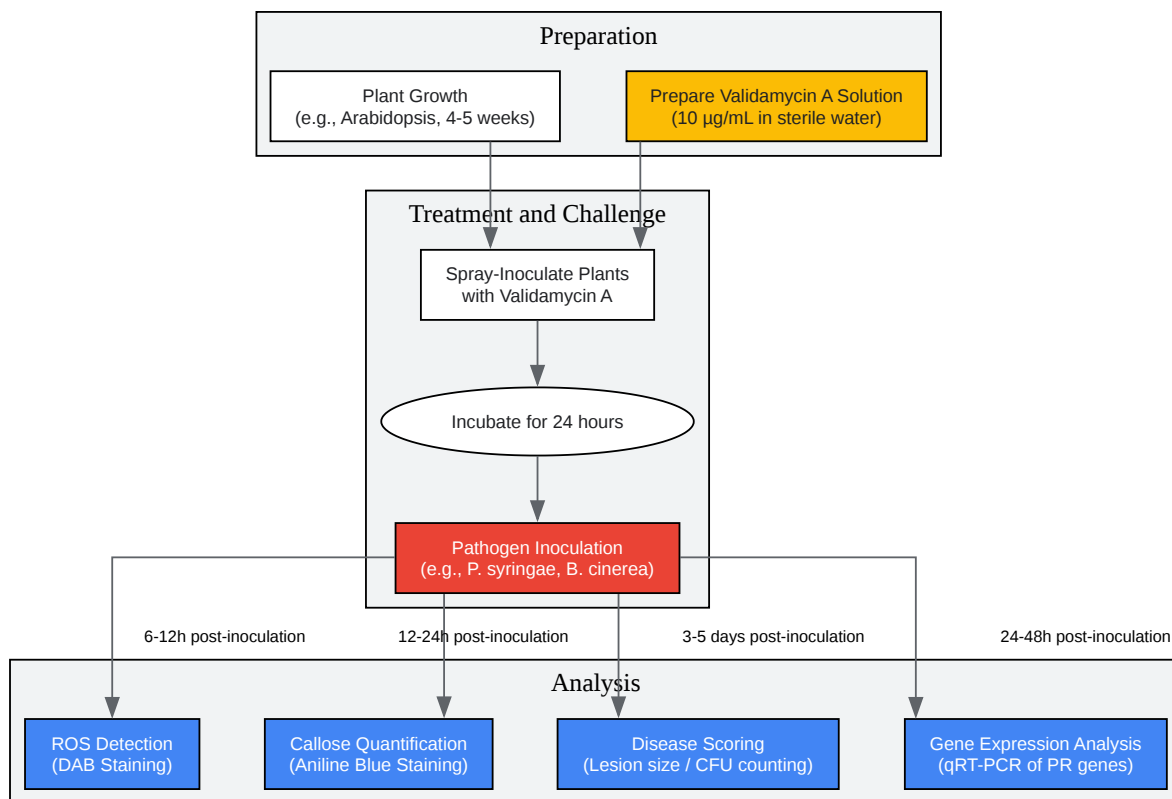 Preparation
Plant Growth
(e.g., Arabidopsis, 4-5 weeks)
Prepare Validamycin A Solution
(10 µg/mL in sterile water)
Treatment and Challenge
Spray-Inoculate Plants
with Validamycin A
Incubate for 24 hours
Pathogen Inoculation
(e.g., P. syringae, B. cinerea)
6-12h post-inoculation
12-24h post-inoculation
3-5 days post-inoculation
24-48h post-inoculation
Analysis
ROS Detection
(DAB Staining)
Callose Quantification
(Aniline Blue Staining)
Disease Scoring
(Lesion size / CFU counting)
Gene Expression Analysis
(qRT-PCR of PR genes)